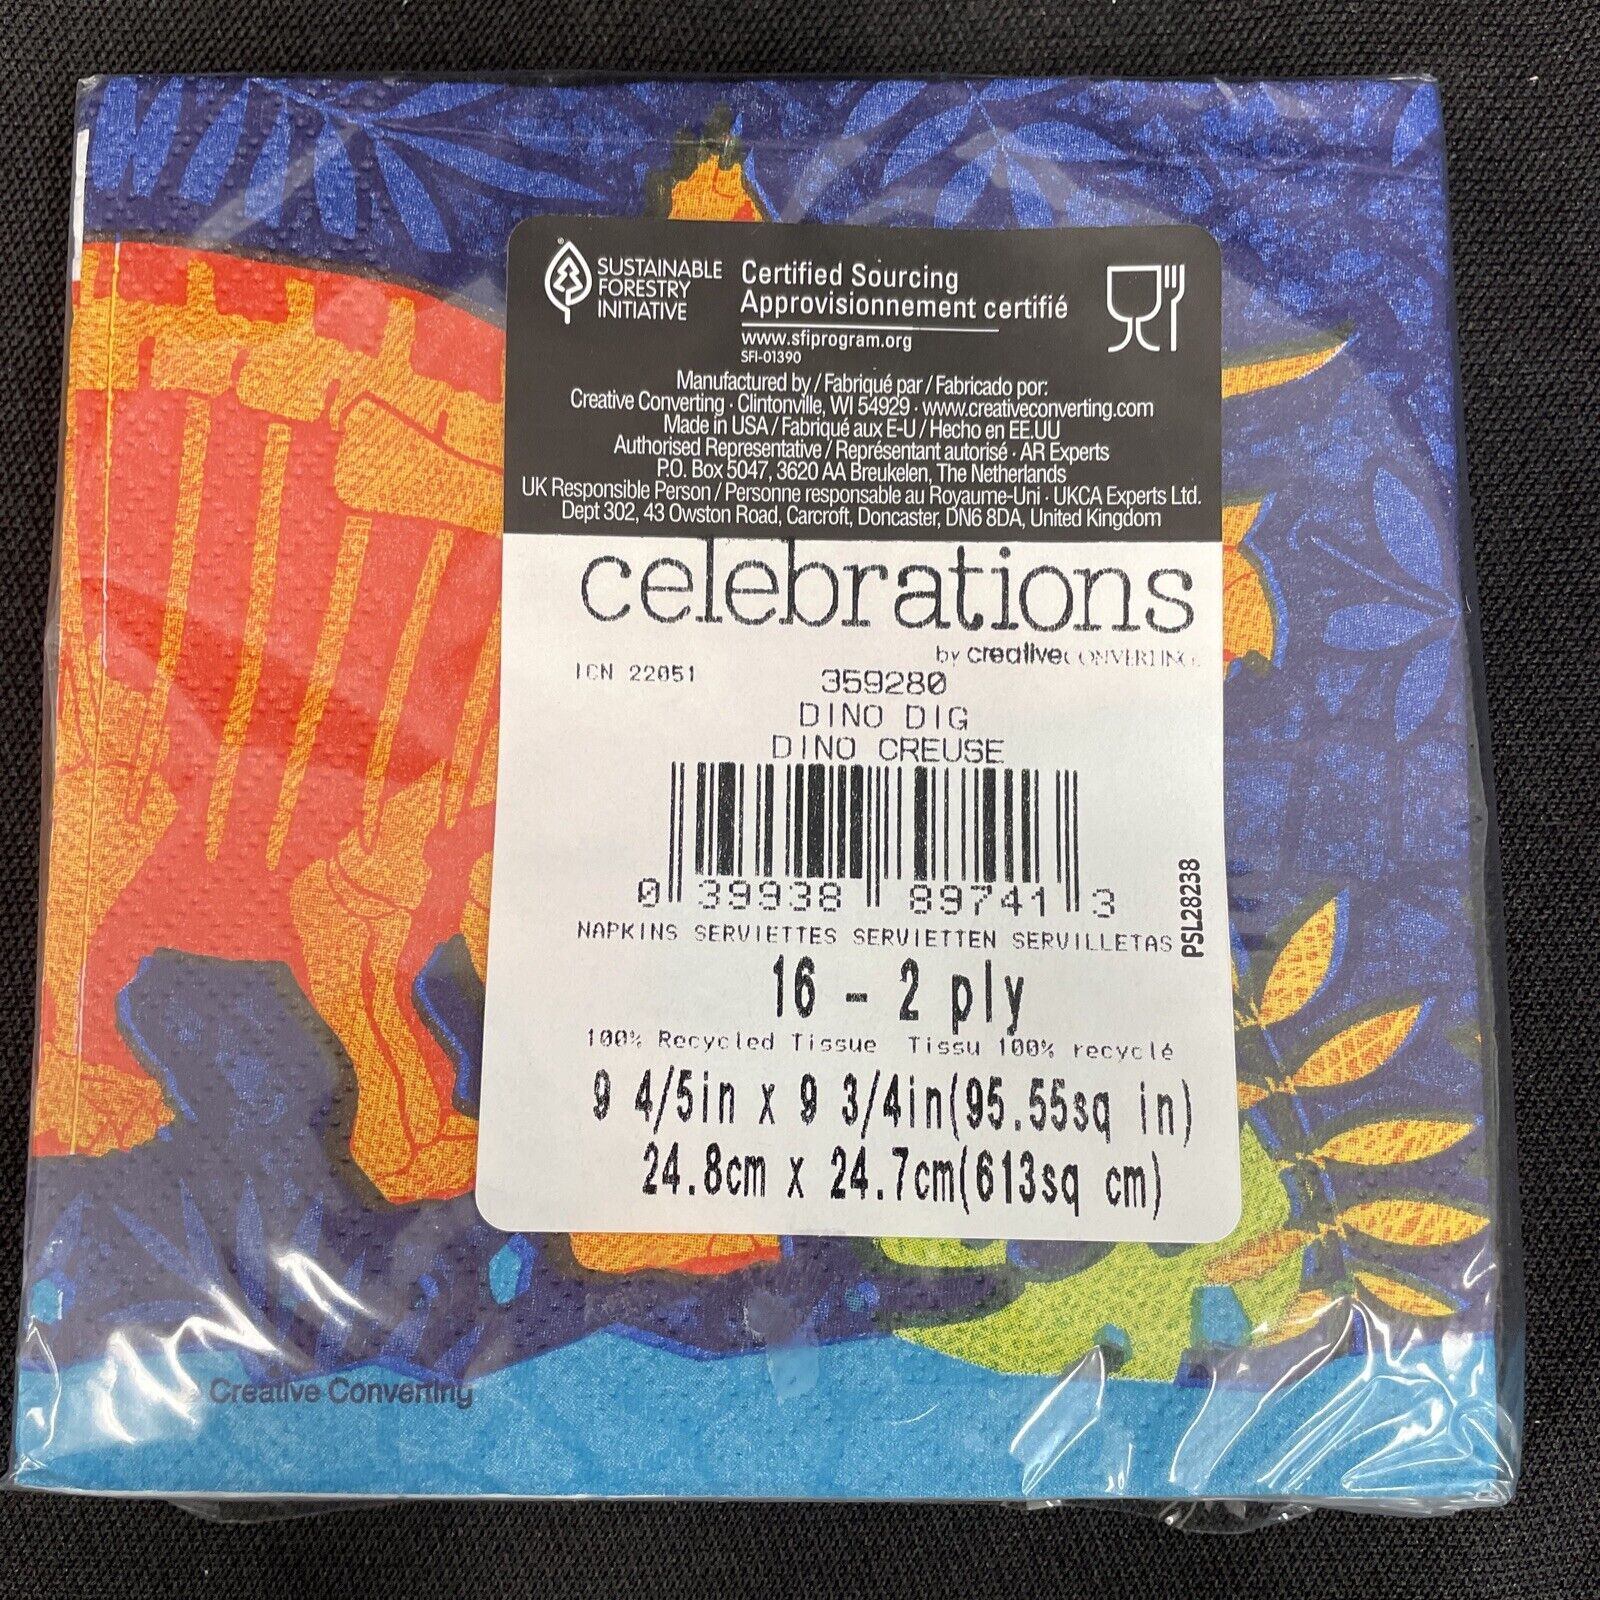 SUSTAINABLE
FORESTRY
INITIATIVE
Certified Sourcing
Approvisionnement certifié
www.sfiprogram.org
SFI-01390
Manufactured by / Fabriqué par / Fabricado por:
Creative Converting · Clintonville, WI 54929 · www.creativeconverting.com
Made in USA / Fabriqué aux E-U / Hecho en EE.UU
Authorised Representative / Représentant autorisé · AR Experts
P.O. Box 5047, 3620 AA Breukelen, The Netherlands
UK Responsible Person / Personne responsable au Royaume-Uni · UKCA Experts Ltd.
Dept 302, 43 Owston Road, Carcroft, Doncaster, DN6 8DA, United Kingdom
celebrations
by creative CONVERTING
ICN 22051
359280
DINO DIG
DINO CREUSE
0 39938 89741 3
PSL28238
NAPKINS SERVIETTES SERVIETTEN SERVILLETAS
16 - 2 ply
100% Recycled Tissue Tissu 100% recyclé
9 4/5in x 9 3/4in(95.55sq in)
24.8cm x 24.7cm(613sq cm)
Creative Converting